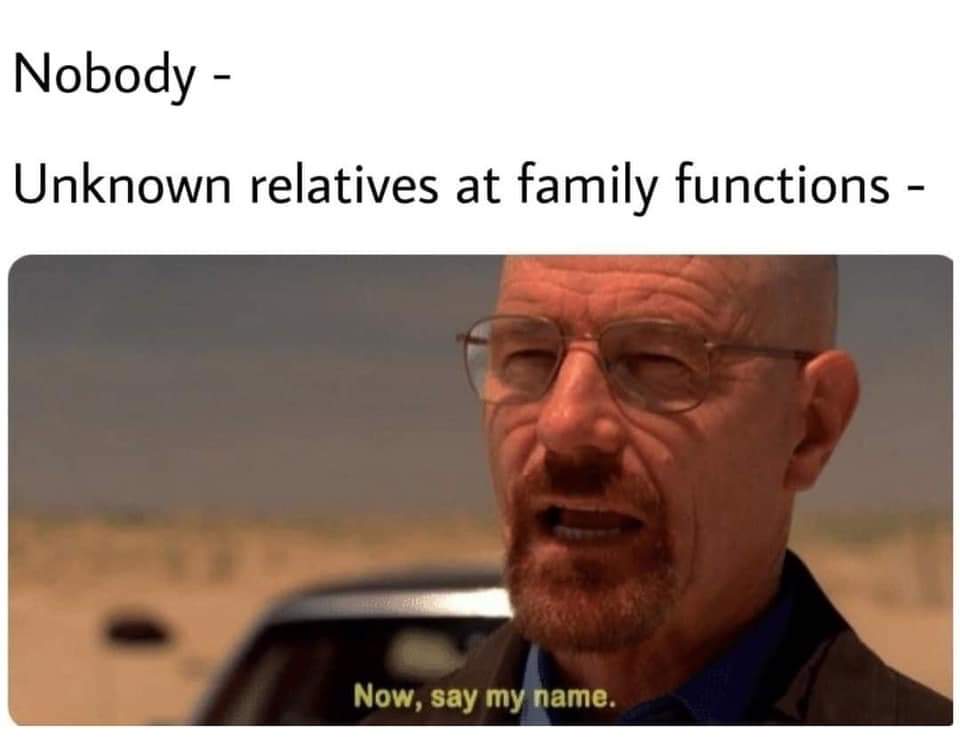 Nobody -
Unknown relatives at family functions -
Now, say my name.